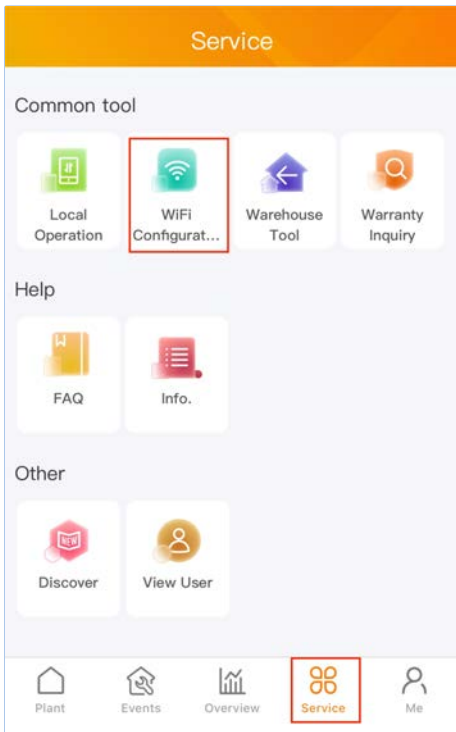 Service
Common tool
Local
Operation
WiFi
Configurat...
Warehouse
Tool
Warranty
Inquiry
Help
FAQ
Info.
Other
NEW
Discover
View User
Plant
Events
Overview
Service
Me